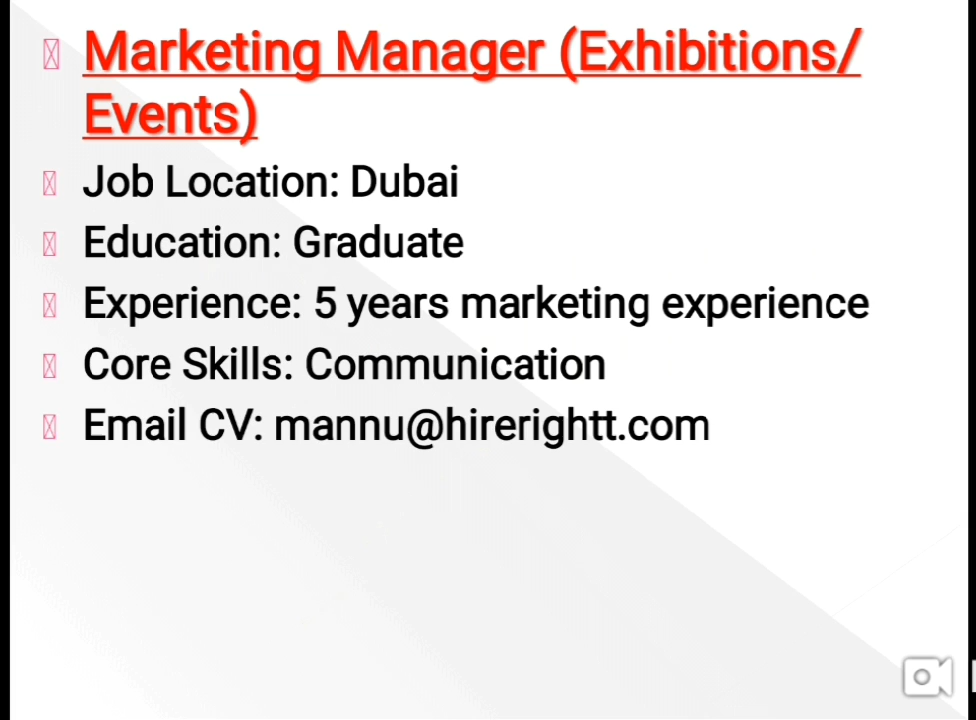 Marketing Manager (Exhibitions/
Events)
Job Location: Dubai
Education: Graduate
Experience: 5 years marketing experience
Core Skills: Communication
Email CV: mannu@hirerightt.com